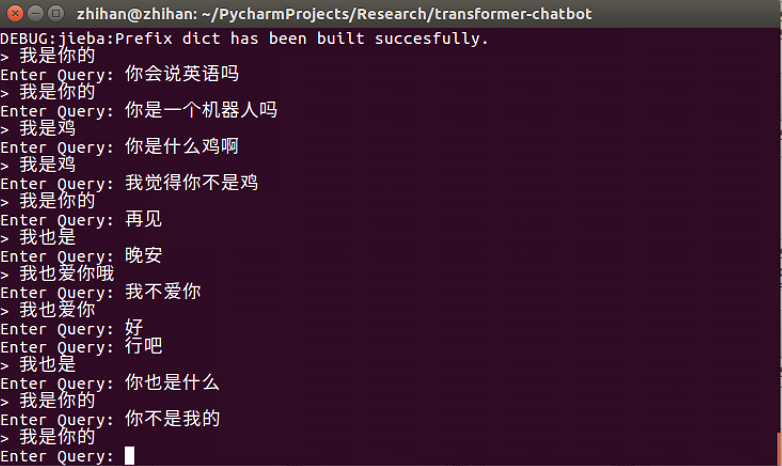 zhihan@zhihan: ~/PycharmProjects/Research/transformer-chatbot
DEBUG:jieba:Prefix dict has been built succesfully.
> 我是你的
Enter Query: 你会说英语吗
> 我是你的
Enter Query: 你是一个机器人吗
> 我是鸡
Enter Query: 你是什么鸡啊
> 我是鸡
Enter Query: 我觉得你不是鸡
> 我是你的
Enter Query: 再见
> 我也是
Enter Query: 晚安
> 我也爱你哦
Enter Query: 我不爱你
> 我也爱你
Enter Query: 好
Enter Query: 行吧
> 我也是
Enter Query: 你也是什么
> 我是你的
Enter Query: 你不是我的
> 我是你的
Enter Query: